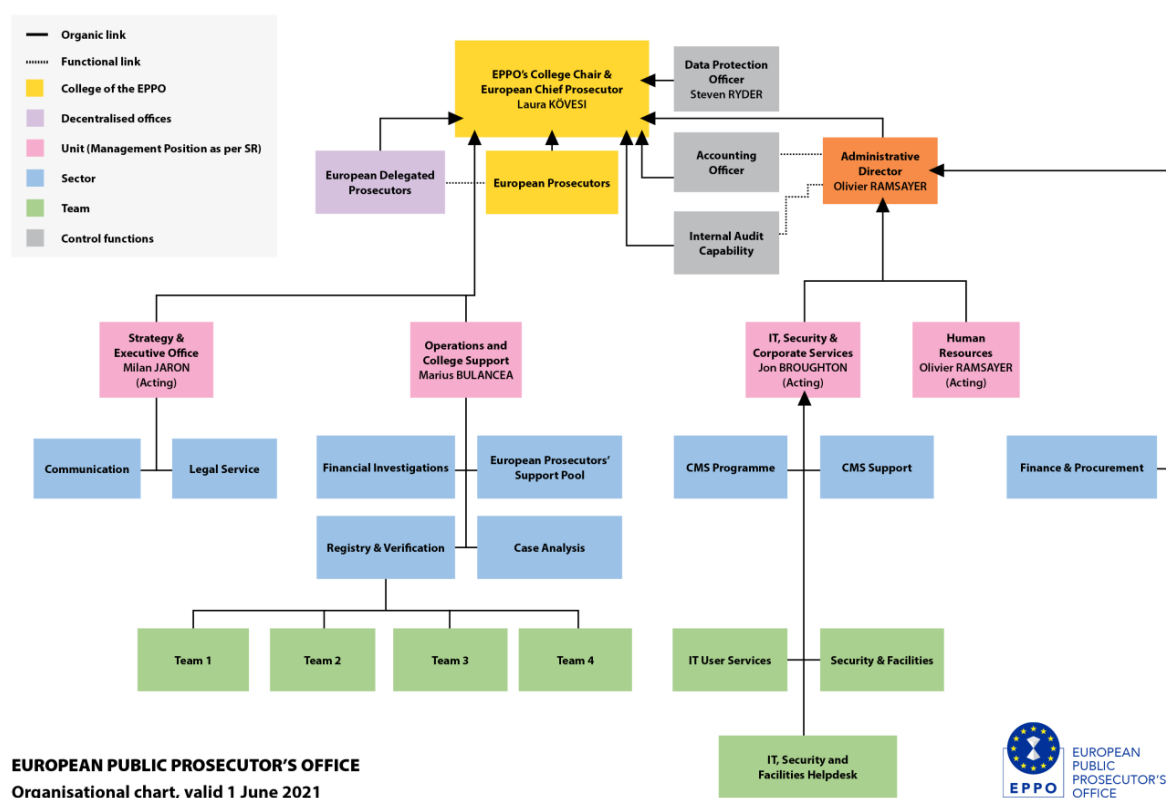 Organic link
Functional link
College of the EPPO
Decentralised offices
Unit (Management Position as per SR)
Sector
Team
Control functions
EPPO's College Chair &
European Chief Prosecutor
Laura KÖVESI
Data Protection
Officer
Steven RYDER
European Delegated
Prosecutors
European Prosecutors
Accounting
Officer
Administrative
Director
Olivier RAMSAYER
Internal Audit
Capability
Strategy &
Executive Office
Milan JARON
(Acting)
Operations and
College Support
Marius BULANCEA
IT, Security &
Corporate Services
Jon BROUGHTON
(Acting)
Human
Resources
Olivier RAMSAYER
(Acting)
Communication
Legal Service
Financial Investigations
European Prosecutors'
Support Pool
CMS Programme
CMS Support
Finance & Procurement
Registry & Verification
Case Analysis
Team 1
Team 2
Team 3
Team 4
IT User Services
Security & Facilities
IT, Security and
Facilities Helpdesk
EUROPEAN PUBLIC PROSECUTOR'S OFFICE
Organisational chart, valid 1 June 2021
EPPO
EUROPEAN
PUBLIC
PROSECUTOR'S
OFFICE